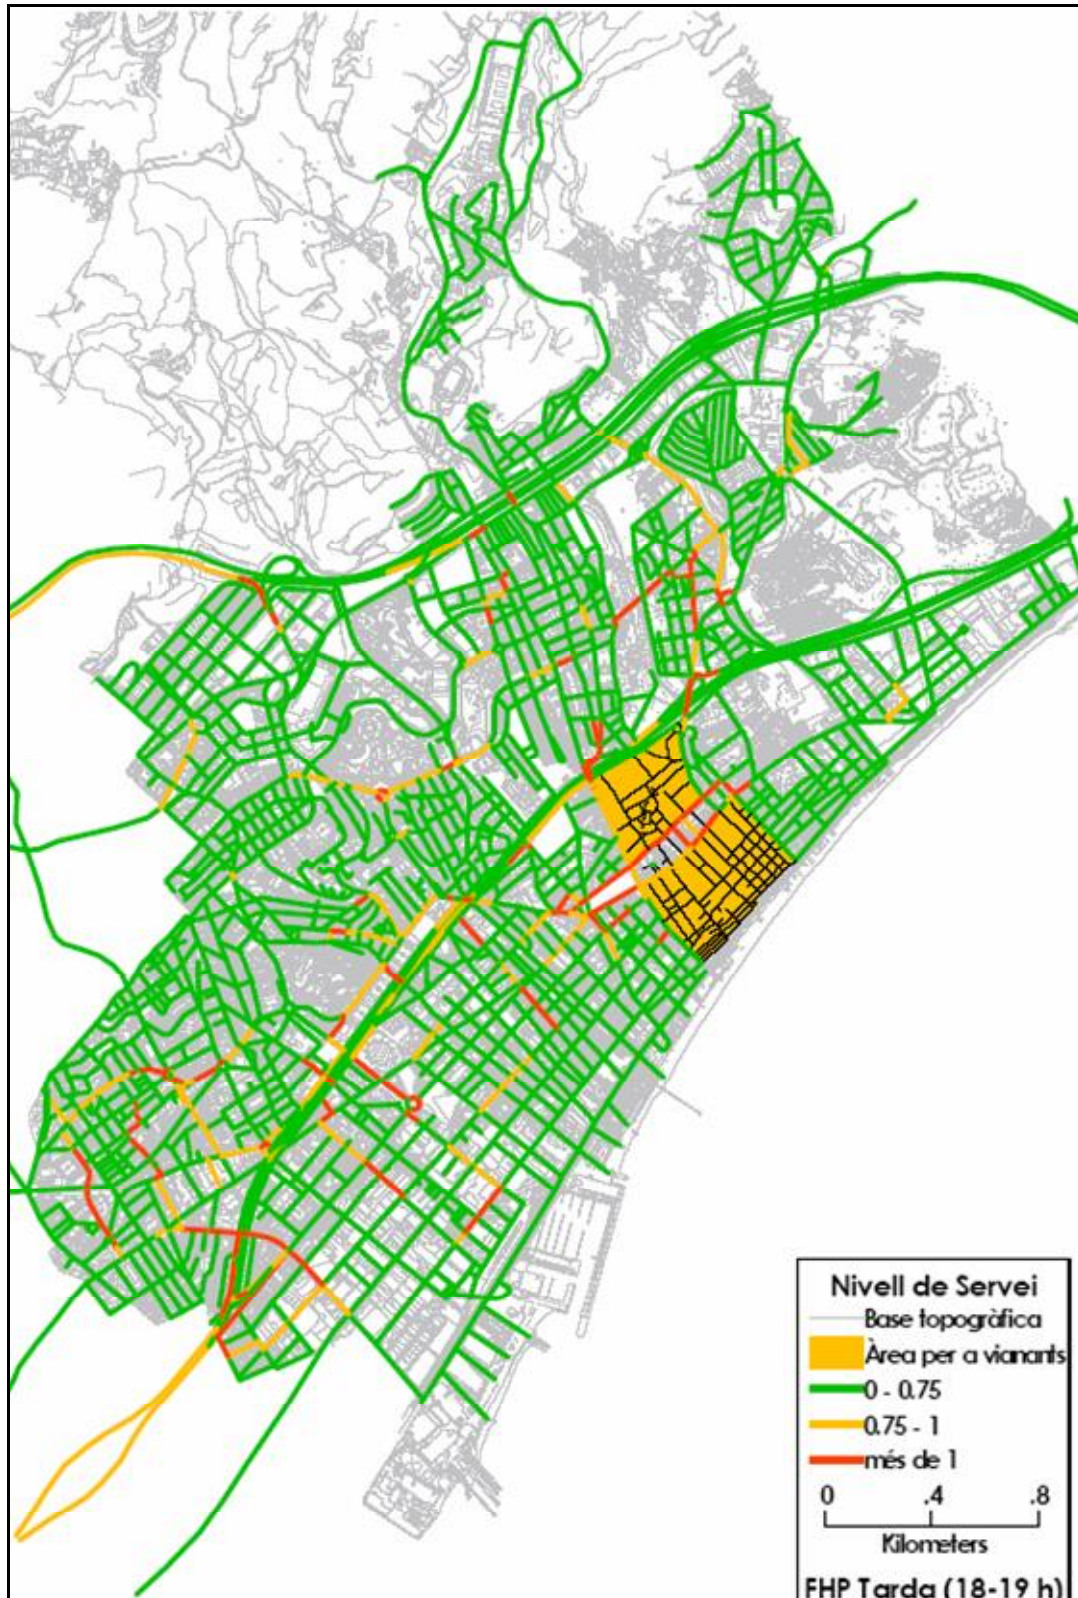 Nivell de Servei
Base topogràfica
Àrea per a vianants
0 - 0.75
0.75 - 1
més de 1
0 .4 .8
Kilometers
FHP Tarda (18-19 h)